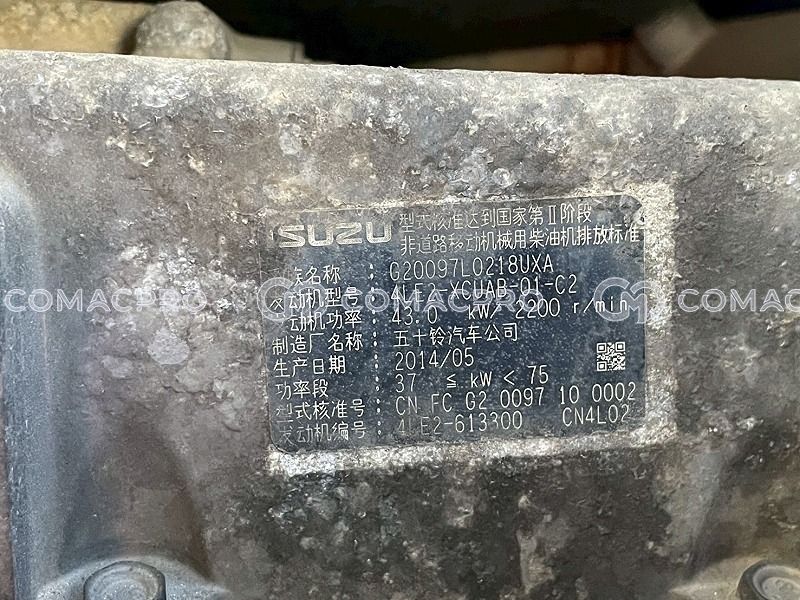 ISUZU
型式核准达到国家第Ⅱ阶段
非道路移动机械用柴油机排放标准
族名称 : G20097L0218UXA
发动机型号 : 4LE2-XCUAB-01-C2
动机功率 : 43.0 kW/ 2200 r/min
制造厂名称 : 五十铃汽车公司
生产日期 : 2014/05
功率段 : 37 ≦ kW < 75
型式核准号 : CN FC G2 0097 10 0002
发动机编号 : 4LE2-613300 CN4L02
COMACPRO
COMACPRO
COMACPRO
COMACPRO